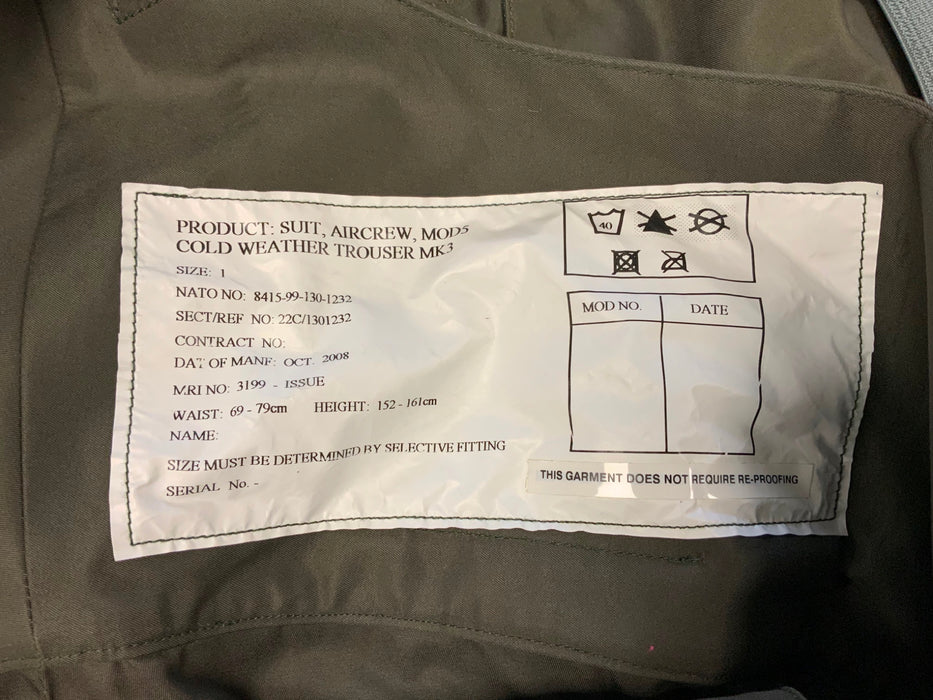 PRODUCT: SUIT, AIRCREW, MOD5
COLD WEATHER TROUSER MK3
SIZE: 1
NATO NO: 8415-99-130-1232
SECT/REF NO: 22C/1301232
CONTRACT NO:
DAT OF MANF: OCT. 2008
MRI NO: 3199 - ISSUE
WAIST: 69 - 79cm HEIGHT: 152 - 161cm
NAME:
SIZE MUST BE DETERMINED BY SELECTIVE FITTING
SERIAL No. -
40
MOD NO. DATE
THIS GARMENT DOES NOT REQUIRE RE-PROOFING